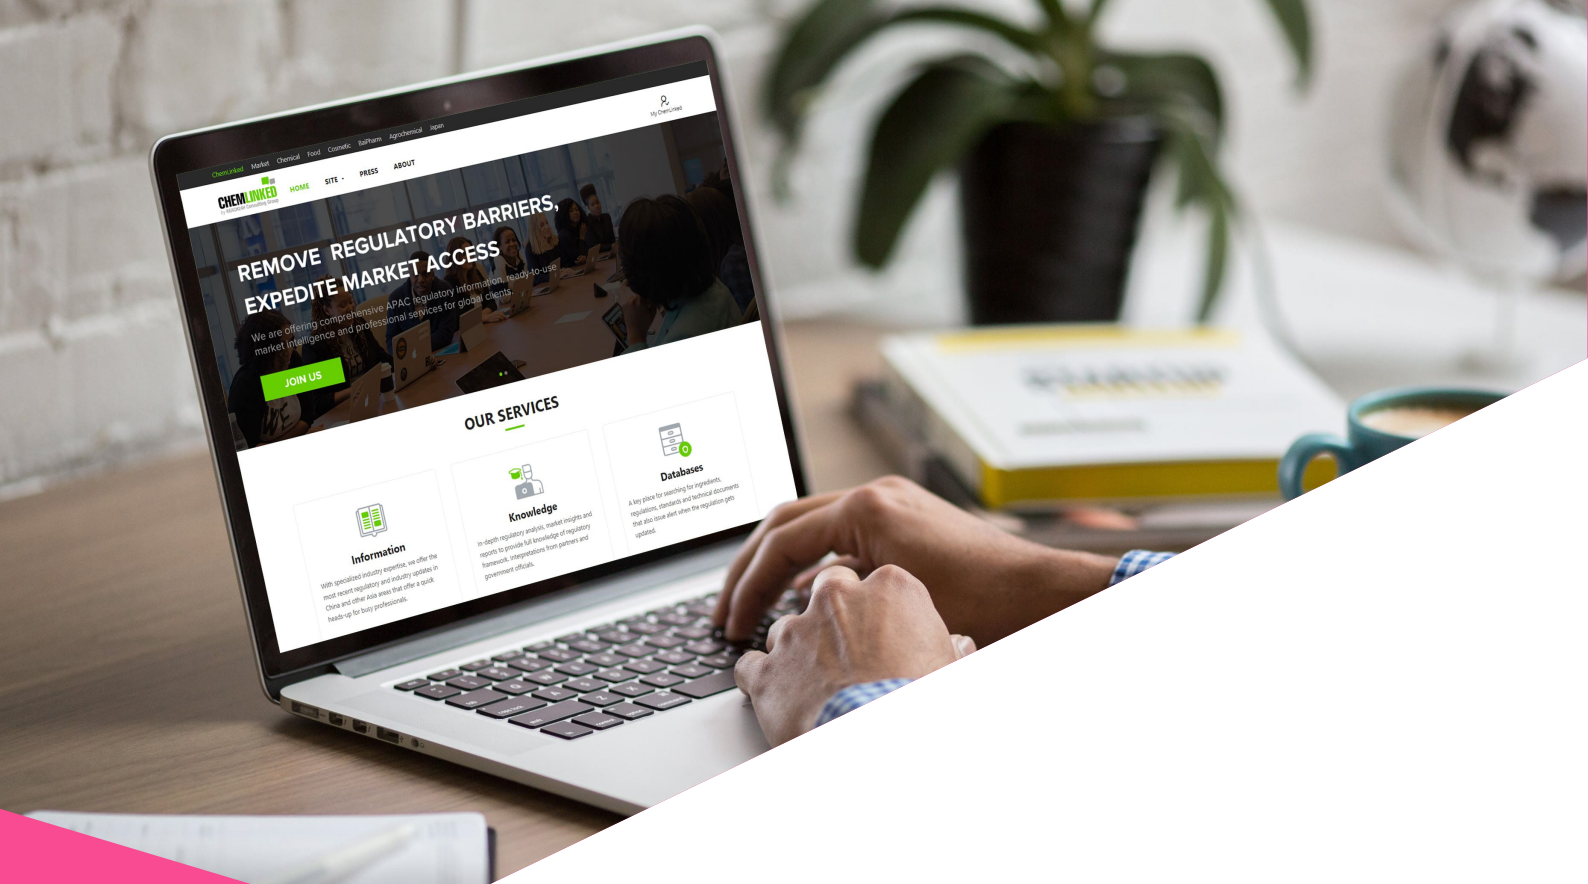 ChemLinked Market Chemical Food Cosmetic BaiPharm Agrochemical Japan
CHEMLINKED
HOME SITE PRESS ABOUT
My ChemLinked
REMOVE REGULATORY BARRIERS,
EXPEDITE MARKET ACCESS
We are offering comprehensive APAC regulatory information, ready-to-use
market intelligence and professional services for global clients.
JOIN US
OUR SERVICES
Information
With specialized industry expertise, we offer the
most recent regulatory and industry updates in
China and other Asia areas that offer a quick
heads-up for busy professionals.
Knowledge
In-depth regulatory analysis, market insights and
reports to provide full knowledge of regulatory
framework, interpretations from partners and
government officials.
Databases
A key place for searching for ingredients,
regulations, standards and technical documents
that also issue alert when the regulation gets
updated.